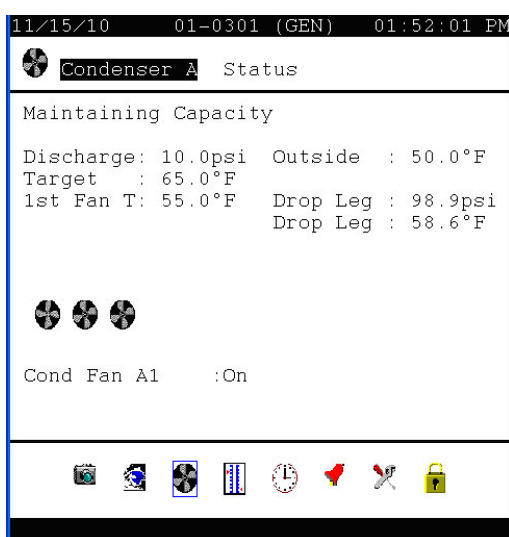 11/15/10 01-0301 (GEN) 01:52:01 PM
Condenser A Status
Maintaining Capacity
Discharge: 10.0psi Outside : 50.0°F
Target : 65.0°F
1st Fan T: 55.0°F Drop Leg : 98.9psi
Drop Leg : 58.6°F
Cond Fan A1 :On